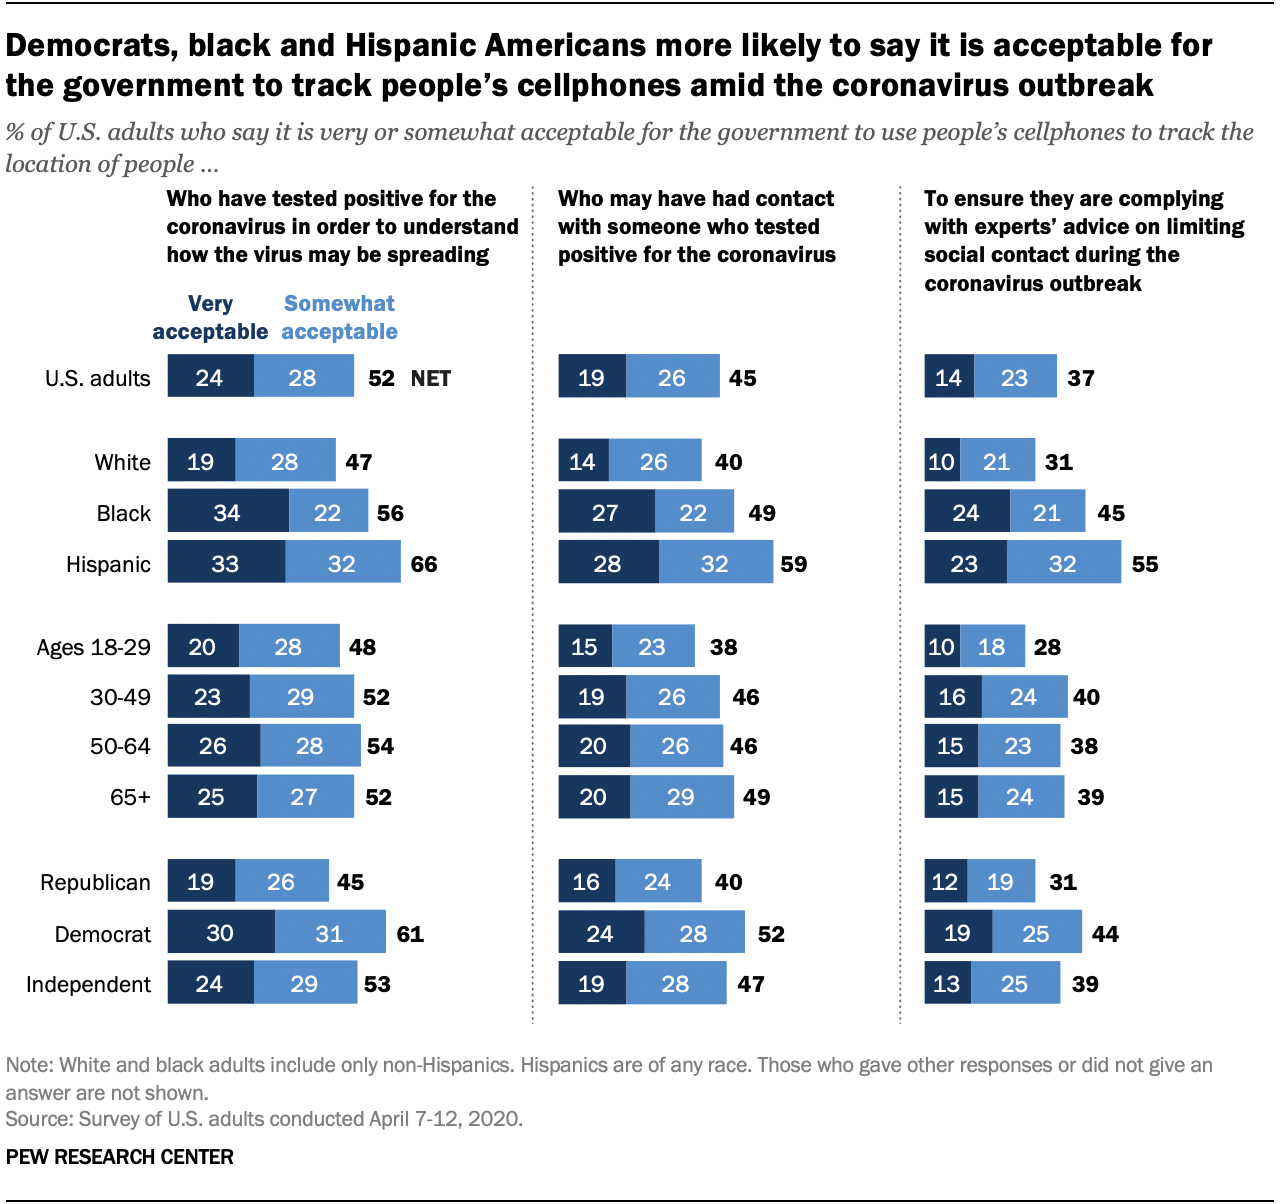 Democrats, black and Hispanic Americans more likely to say it is acceptable for
the government to track people’s cellphones amid the coronavirus outbreak
% of U.S. adults who say it is very or somewhat acceptable for the government to use people’s cellphones to track the
location of people ...
Who have tested positive for the
coronavirus in order to understand
how the virus may be spreading
Who may have had contact
with someone who tested
positive for the coronavirus
To ensure they are complying
with experts’ advice on limiting
social contact during the
coronavirus outbreak
Very
acceptable
Somewhat
acceptable
U.S. adults 24 28 52 NET 19 26 45 14 23 37
White 19 28 47 14 26 40 10 21 31
Black 34 22 56 27 22 49 24 21 45
Hispanic 33 32 66 28 32 59 23 32 55
Ages 18-29 20 28 48 15 23 38 10 18 28
30-49 23 29 52 19 26 46 16 24 40
50-64 26 28 54 20 26 46 15 23 38
65+ 25 27 52 20 29 49 15 24 39
Republican 19 26 45 16 24 40 12 19 31
Democrat 30 31 61 24 28 52 19 25 44
Independent 24 29 53 19 28 47 13 25 39
Note: White and black adults include only non-Hispanics. Hispanics are of any race. Those who gave other responses or did not give an
answer are not shown.
Source: Survey of U.S. adults conducted April 7-12, 2020.
PEW RESEARCH CENTER